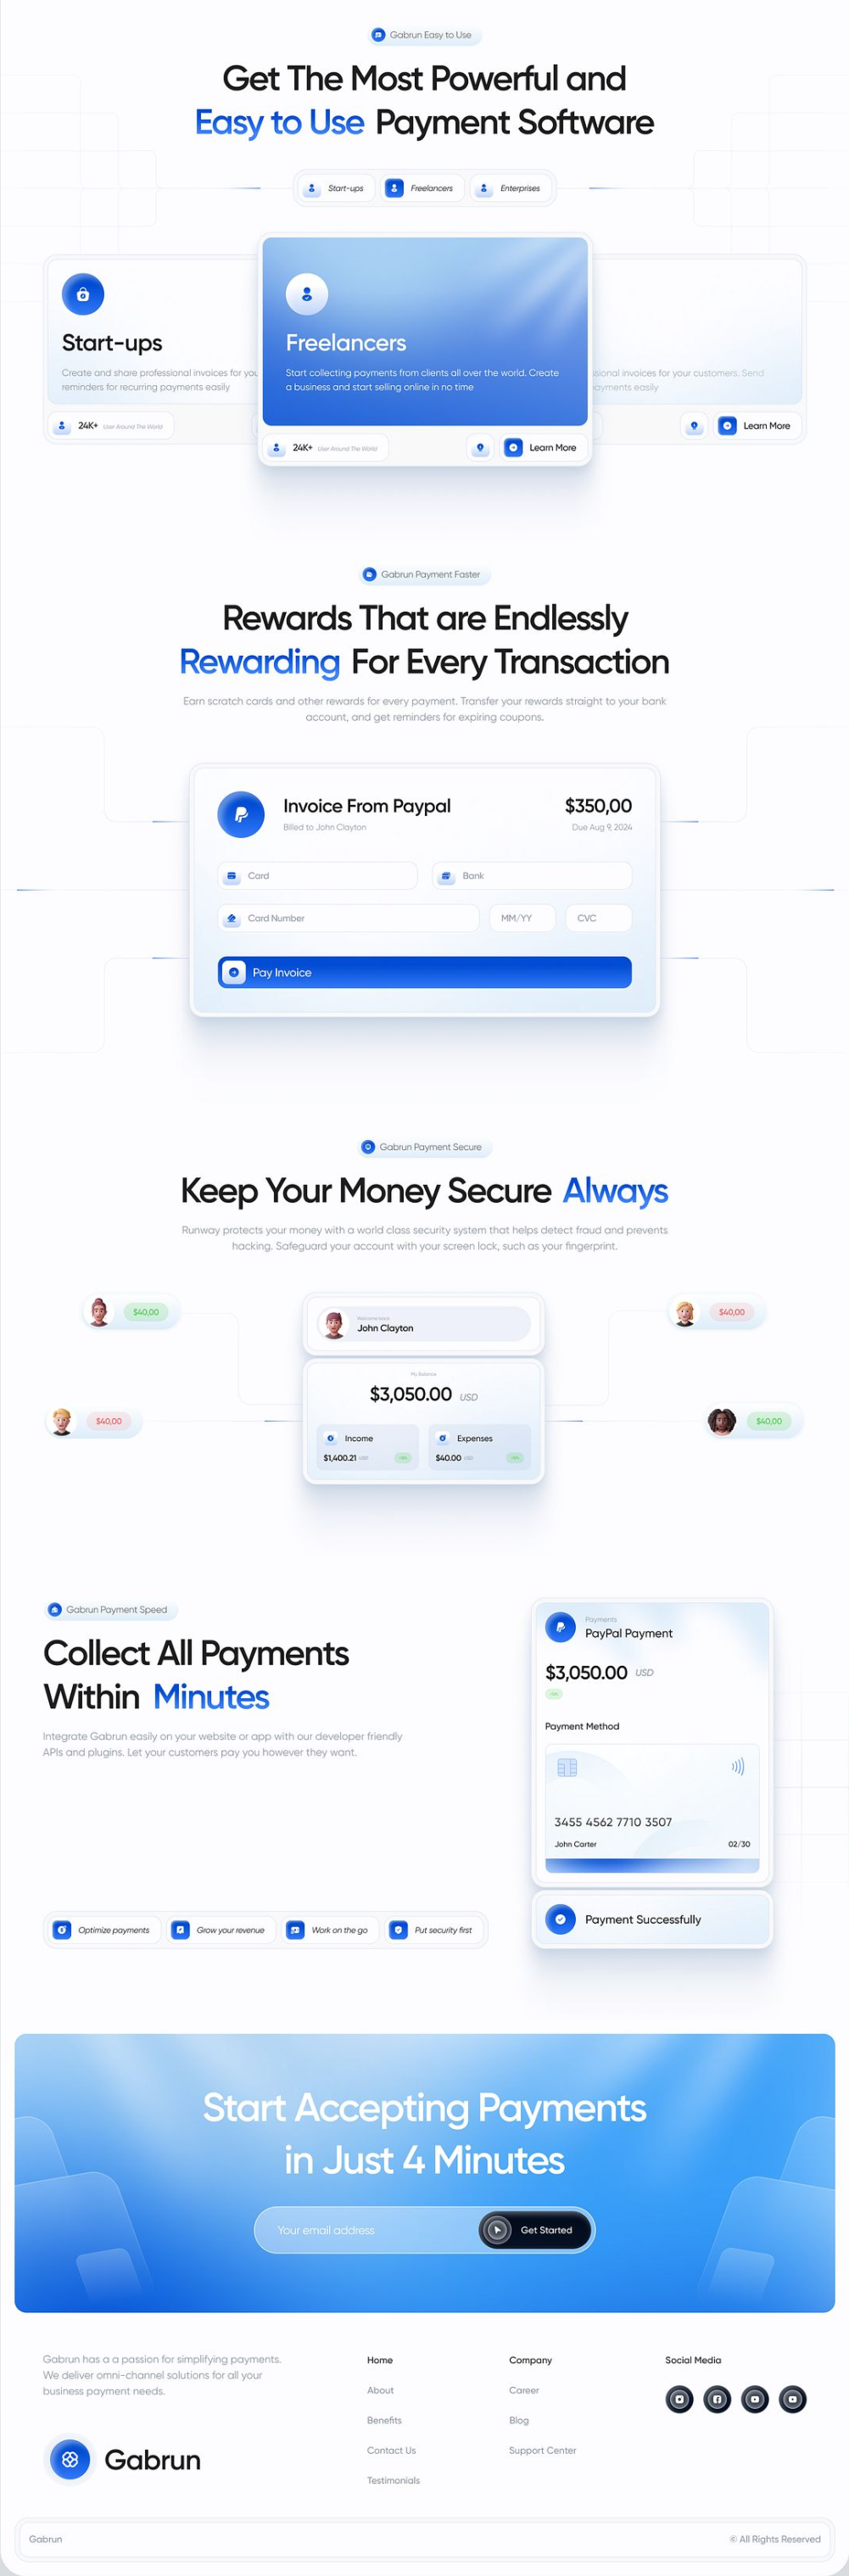 Gabrun Easy to Use
Get The Most Powerful and
Easy to Use Payment Software
Start-ups
Freelancers
Enterprises
Start-ups
Create and share professional invoices for you
reminders for recurring payments easily
24K+ User Around The World
Freelancers
Start collecting payments from clients all over the world. Create
a business and start selling online in no time
24K+ User Around The World
Learn More
sional invoices for your customers. Send
ayments easily
Learn More
Gabrun Payment Faster
Rewards That are Endlessly
Rewarding For Every Transaction
Earn scratch cards and other rewards for every payment. Transfer your rewards straight to your bank
account, and get reminders for expiring coupons.
Invoice From Paypal
$350,00
Billed to John Clayton
Due Aug 9, 2024
Card
Bank
Card Number
MM/YY
CVC
Pay Invoice
Gabrun Payment Secure
Keep Your Money Secure Always
Runway protects your money with a world class security system that helps detect fraud and prevents
hacking. Safeguard your account with your screen lock, such as your fingerprint.
$40,00
$40,00
Welcome back
John Clayton
My Balance
$3,050.00 USD
$40,00
$40,00
Income
$1,400.21 USD
Expenses
$40.00 USD
Gabrun Payment Speed
Collect All Payments
Within Minutes
Integrate Gabrun easily on your website or app with our developer friendly
APIs and plugins. Let your customers pay you however they want.
Optimize payments
Grow your revenue
Work on the go
Put security first
Payments
PayPal Payment
$3,050.00 USD
Payment Method
3455 4562 7710 3507
John Carter
02/30
Payment Successfully
Start Accepting Payments
in Just 4 Minutes
Your email address
Get Started
Gabrun has a a passion for simplifying payments.
We deliver omni-channel solutions for all your
business payment needs.
Gabrun
Home
About
Benefits
Contact Us
Testimonials
Company
Career
Blog
Support Center
Social Media
Gabrun
© All Rights Reserved